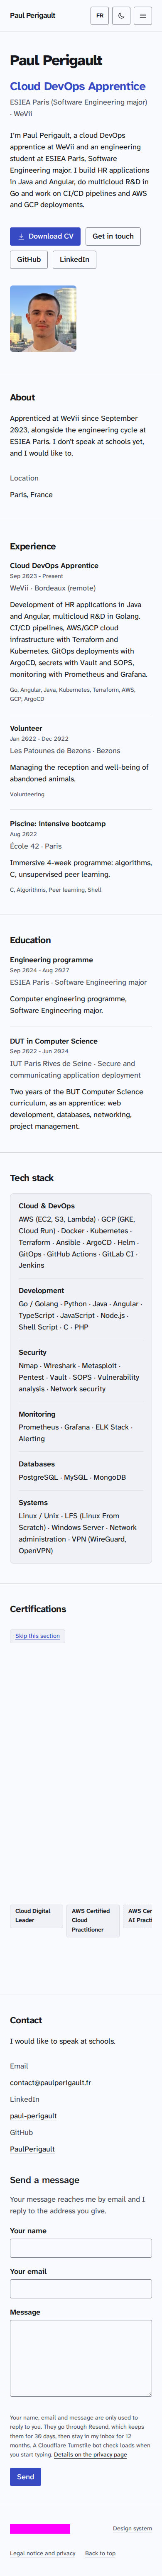 Paul Perigault
FR
Paul Perigault
Cloud DevOps Apprentice
ESIEA Paris (Software Engineering major)
· WeVii
I'm Paul Perigault, a cloud DevOps
apprentice at WeVii and an engineering
student at ESIEA Paris, Software
Engineering major. I build HR applications
in Java and Angular, do multicloud R&D in
Go and work on CI/CD pipelines and AWS
and GCP deployments.
Download CV
Get in touch
GitHub
LinkedIn
About
Apprenticed at WeVii since September
2023, alongside the engineering cycle at
ESIEA Paris. I don't speak at schools yet,
and I would like to.
Location
Paris, France
Experience
Cloud DevOps Apprentice
Sep 2023 - Present
WeVii · Bordeaux (remote)
Development of HR applications in Java
and Angular, multicloud R&D in Golang.
CI/CD pipelines, AWS/GCP cloud
infrastructure with Terraform and
Kubernetes. GitOps deployments with
ArgoCD, secrets with Vault and SOPS,
monitoring with Prometheus and Grafana.
Go, Angular, Java, Kubernetes, Terraform, AWS,
GCP, ArgoCD
Volunteer
Jan 2022 - Dec 2022
Les Patounes de Bezons · Bezons
Managing the reception and well-being of
abandoned animals.
Volunteering
Piscine: intensive bootcamp
Aug 2022
École 42 · Paris
Immersive 4-week programme: algorithms,
C, unsupervised peer learning.
C, Algorithms, Peer learning, Shell
Education
Engineering programme
Sep 2024 - Aug 2027
ESIEA Paris · Software Engineering major
Computer engineering programme,
Software Engineering major.
DUT in Computer Science
Sep 2022 - Jun 2024
IUT Paris Rives de Seine · Secure and
communicating application deployment
Two years of the BUT Computer Science
curriculum, as an apprentice: web
development, databases, networking,
project management.
Tech stack
Cloud & DevOps
AWS (EC2, S3, Lambda) · GCP (GKE,
Cloud Run) · Docker · Kubernetes ·
Terraform · Ansible · ArgoCD · Helm ·
GitOps · GitHub Actions · GitLab CI ·
Jenkins
Development
Go / Golang · Python · Java · Angular ·
TypeScript · JavaScript · Node.js ·
Shell Script · C · PHP
Security
Nmap · Wireshark · Metasploit ·
Pentest · Vault · SOPS · Vulnerability
analysis · Network security
Monitoring
Prometheus · Grafana · ELK Stack ·
Alerting
Databases
PostgreSQL · MySQL · MongoDB
Systems
Linux / Unix · LFS (Linux From
Scratch) · Windows Server · Network
administration · VPN (WireGuard,
OpenVPN)
Certifications
Skip this section
Cloud Digital
Leader
AWS Certified
Cloud
Practitioner
AWS Cer
AI Practi
Contact
I would like to speak at schools.
Email
contact@paulperigault.fr
LinkedIn
paul-perigault
GitHub
PaulPerigault
Send a message
Your message reaches me by email and I
reply to the address you give.
Your name
Your email
Message
Your name, email and message are only used to
reply to you. They go through Resend, which keeps
them for 30 days, then stay in my inbox for 12
months. A Cloudflare Turnstile bot check loads when
you start typing. Details on the privacy page
Send
Design system
Legal notice and privacy
Back to top